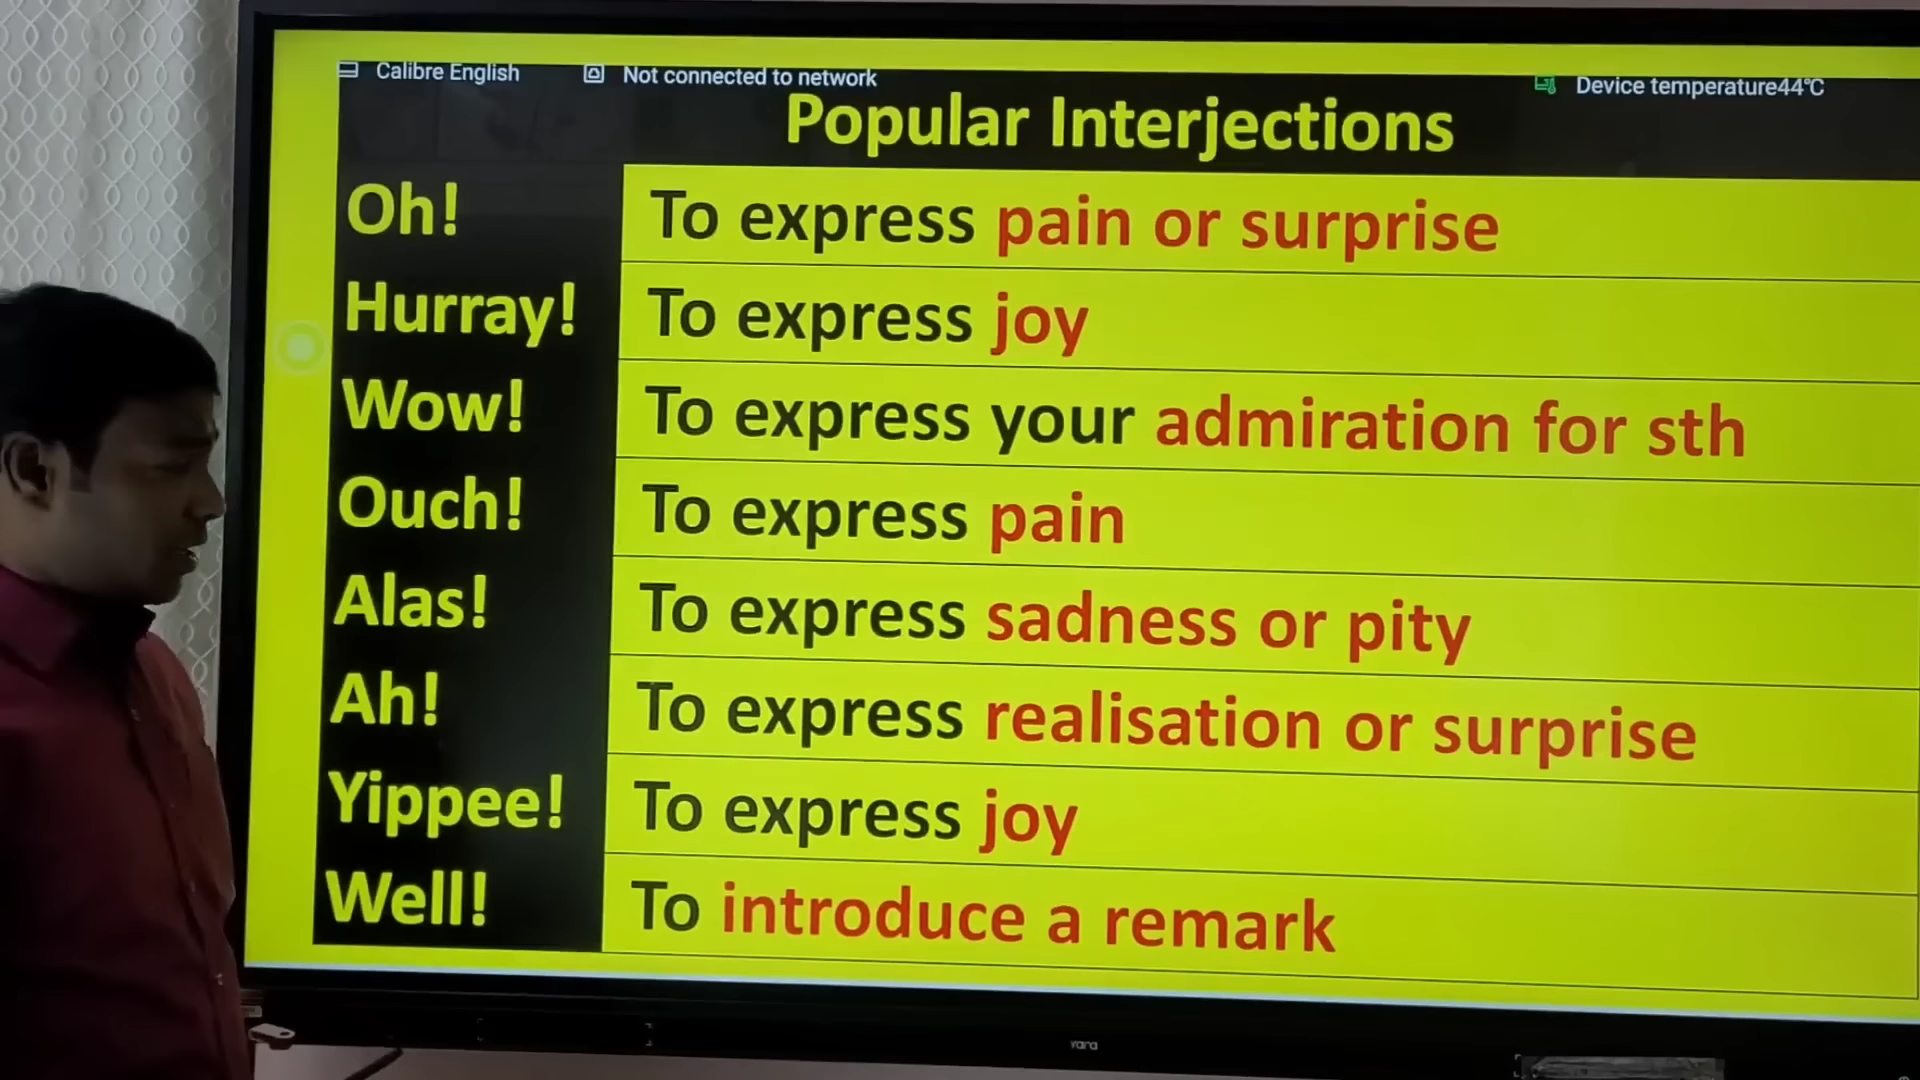 Calibre English Not connected to network Device temperature44°C
Popular Interjections
Oh! To express pain or surprise
Hurray! To express joy
Wow! To express your admiration for sth
Ouch! To express pain
Alas! To express sadness or pity
Ah! To express realisation or surprise
Yippee! To express joy
Well! To introduce a remark
vara